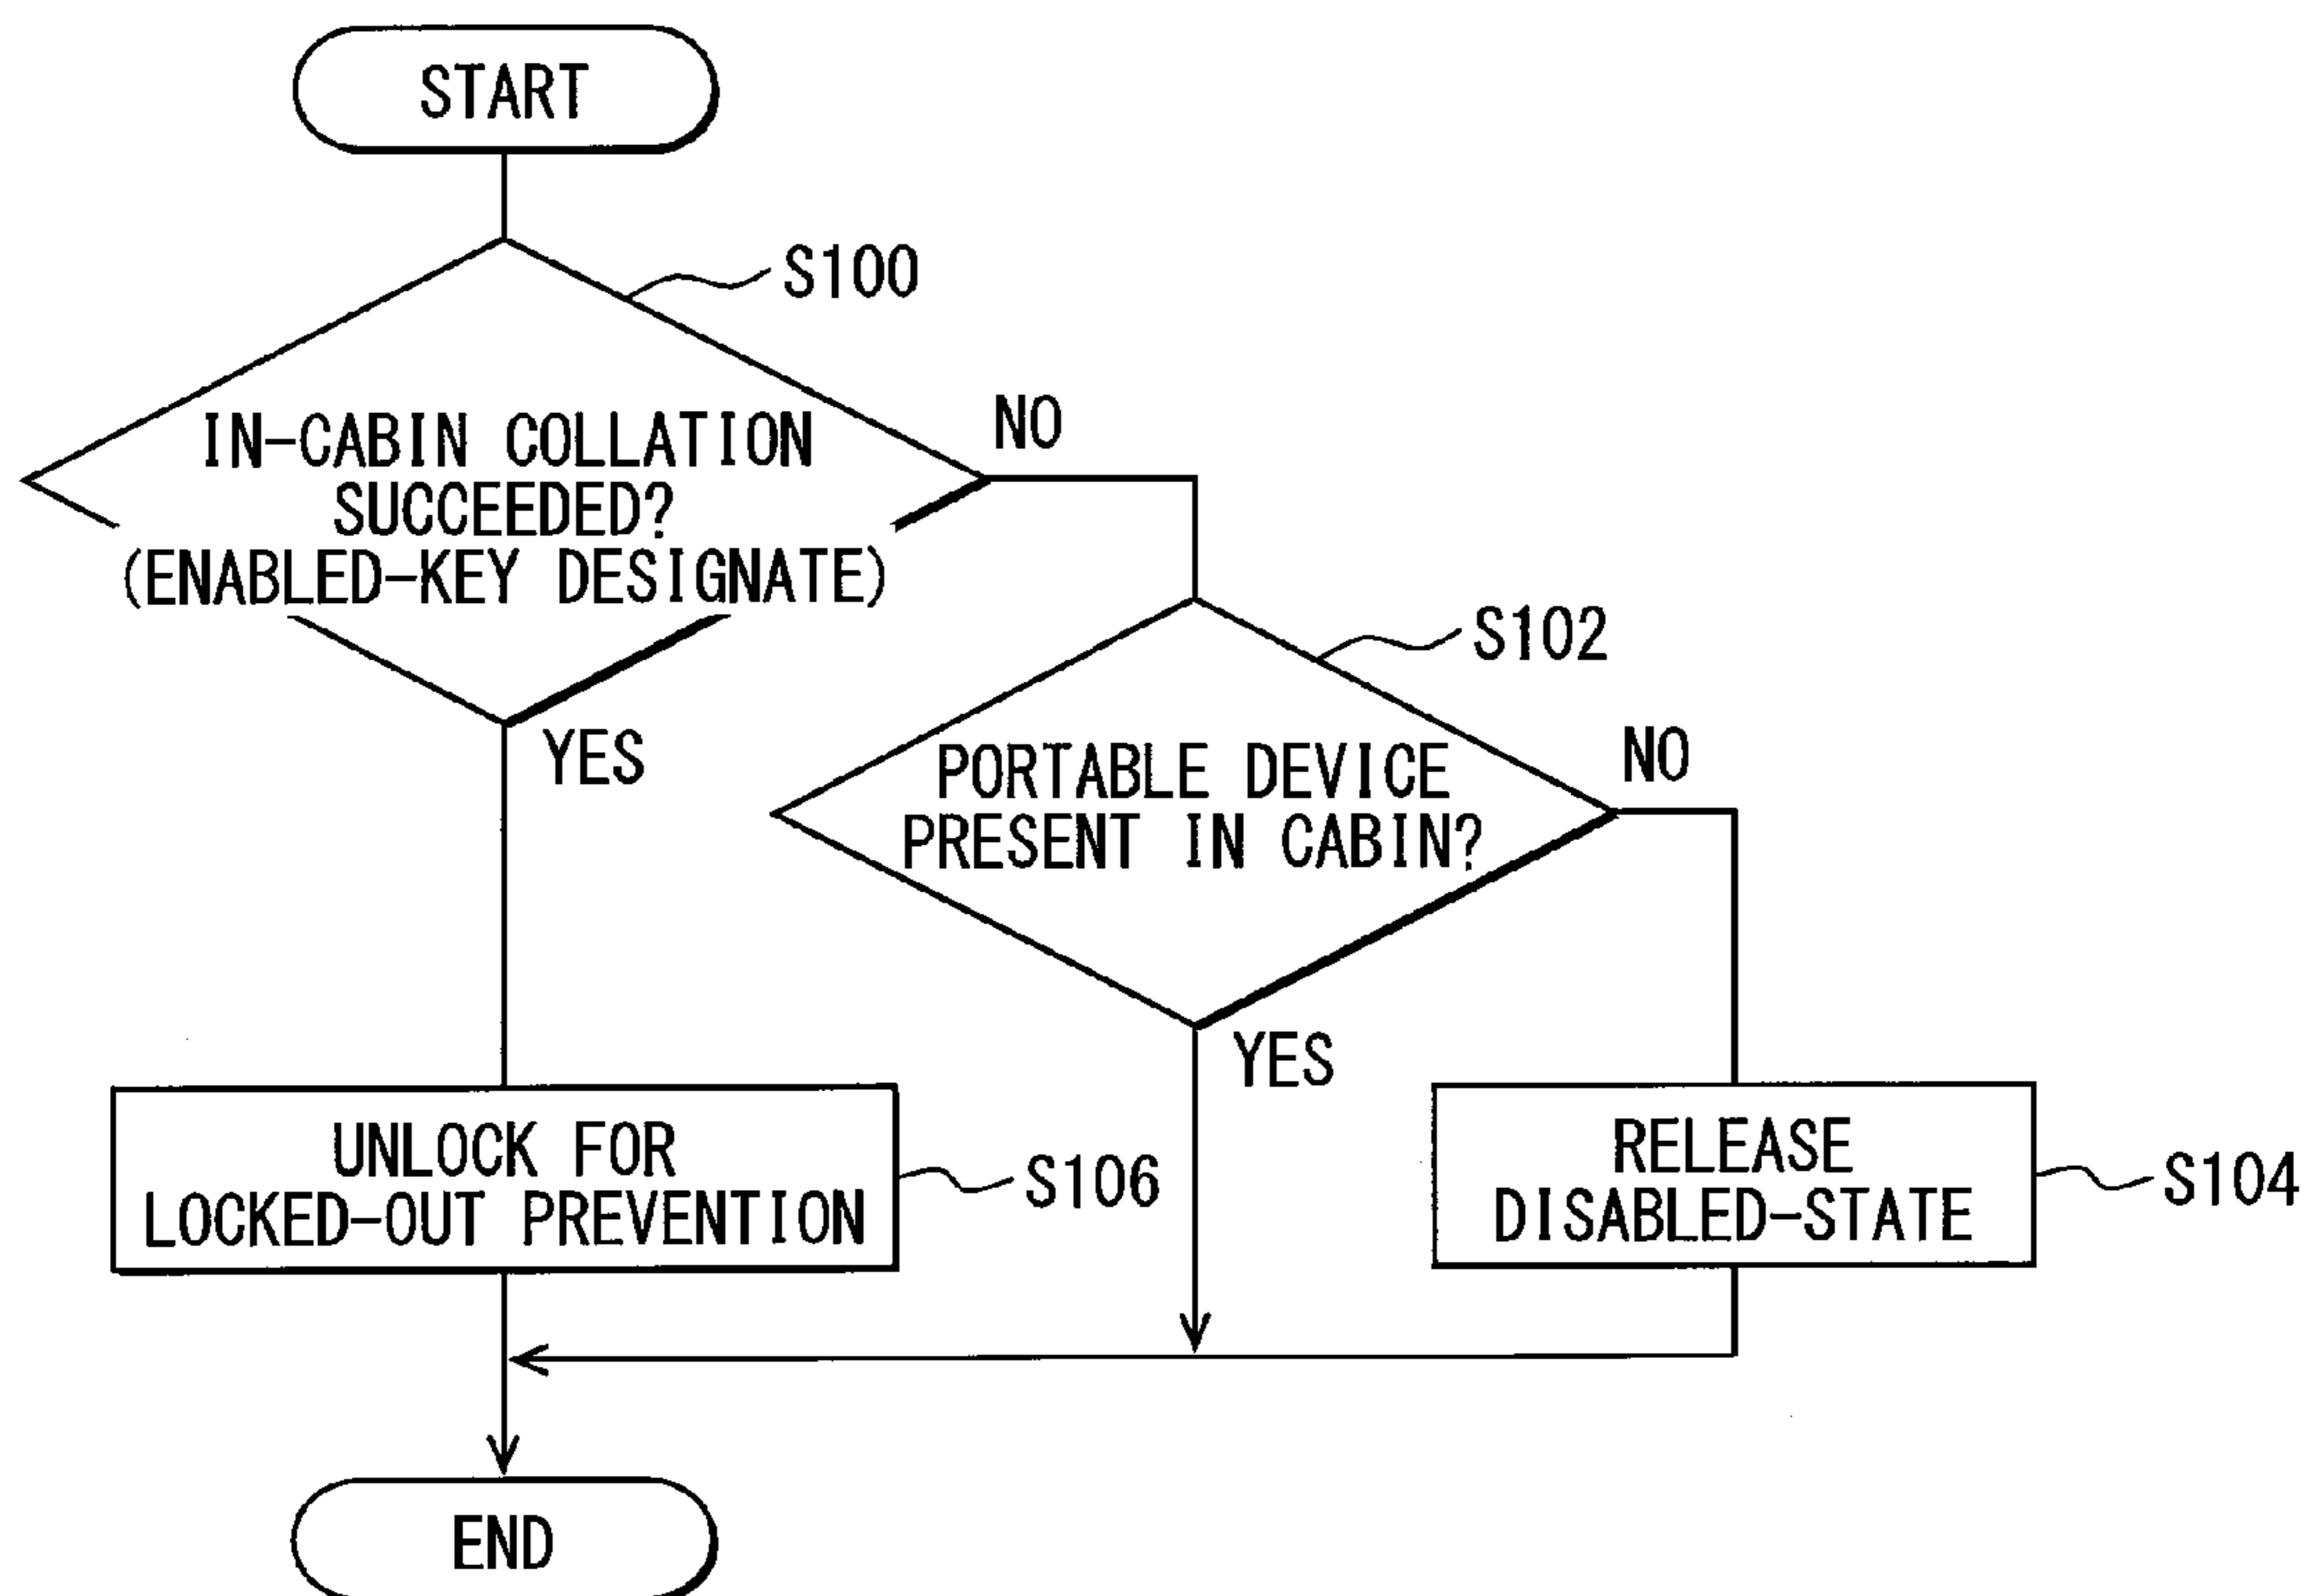 START
S100
NO
IN-CABIN COLLATION
SUCCEEDED?
(ENABLED-KEY DESIGNATE)
YES
S102
NO
PORTABLE DEVICE
PRESENT IN CABIN?
YES
UNLOCK FOR
LOCKED-OUT PREVENTION
S106
RELEASE
DISABLED-STATE
S104
END